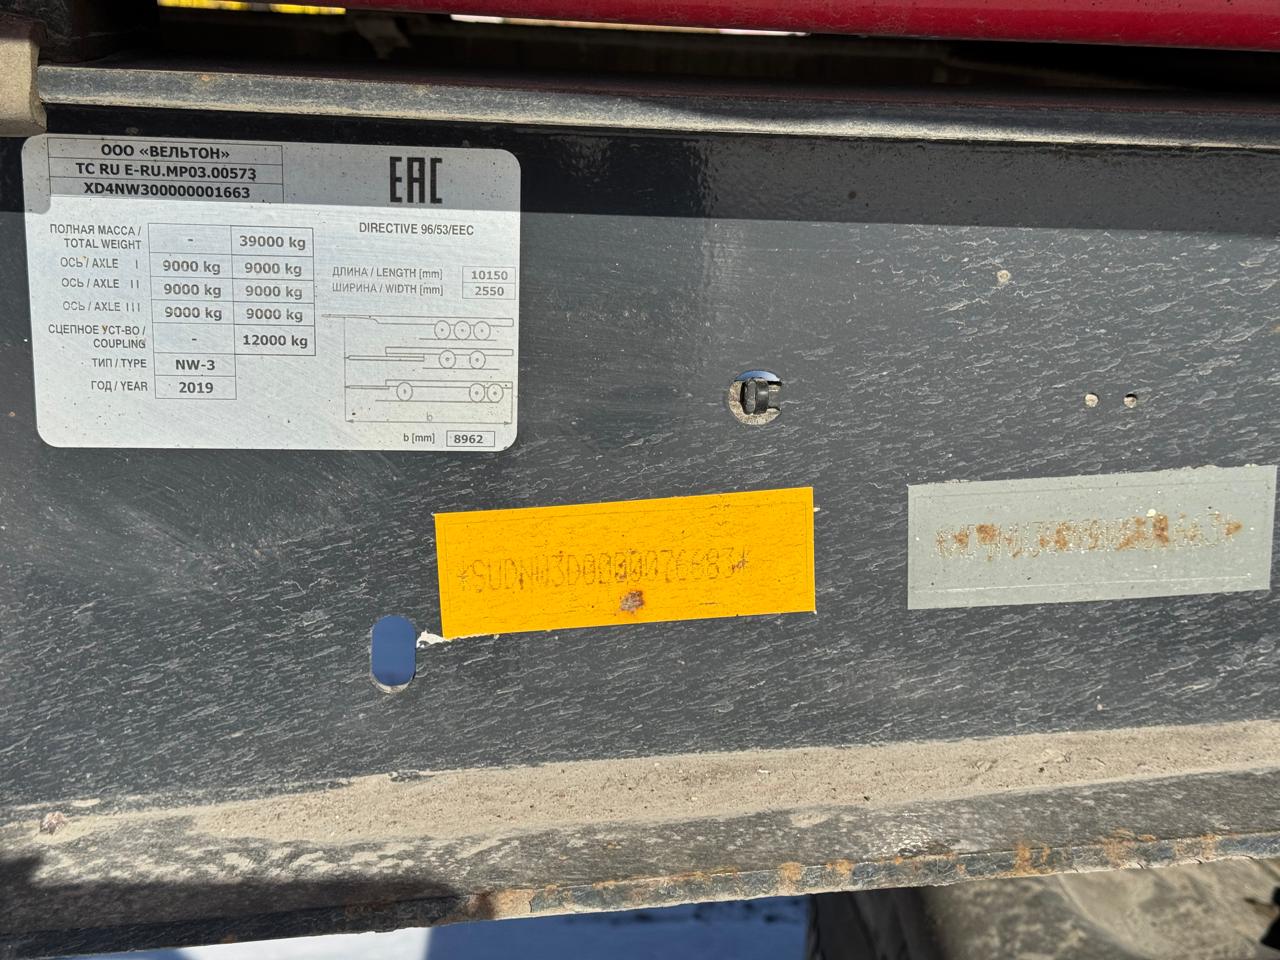 ООО «ВЕЛЬТОН»
TC RU E-RU.MP03.00573
XD4NW300000001663
EAC
ПОЛНАЯ МАССА /
TOTAL WEIGHT - 39000 kg
DIRECTIVE 96/53/EEC
ОСЬ / AXLE I 9000 kg 9000 kg
ОСЬ / AXLE II 9000 kg 9000 kg
ОСЬ / AXLE III 9000 kg 9000 kg
ДЛИНА / LENGTH [mm] 10150
ШИРИНА / WIDTH [mm] 2550
СЦЕПНОЕ УСТ-ВО /
COUPLING - 12000 kg
ТИП / TYPE NW-3
ГОД / YEAR 2019
b
b [mm] 8962
*SUDNW3D0000076683*